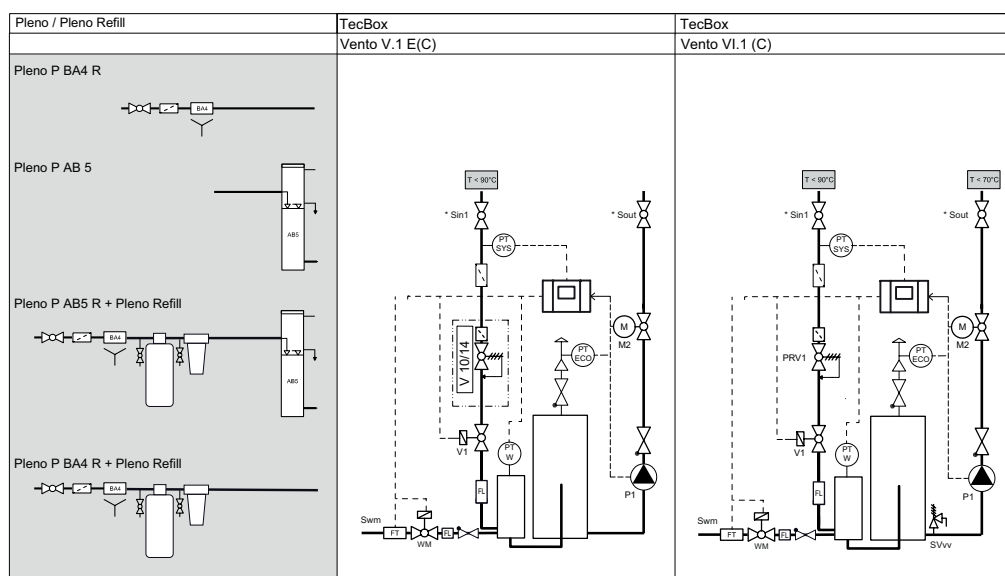 Pleno / Pleno Refill
TecBox
TecBox
Vento V.1 E(C)
Vento VI.1 (C)
Pleno P BA4 R
BA4
Pleno P AB 5
AB5
Pleno P AB5 R + Pleno Refill
BA4
AB5
Pleno P BA4 R + Pleno Refill
BA4
T < 90°C
* Sin1
* Sout
PT
SYS
M
M2
V 10/14
PT
ECO
V1
PT
W
FL
P1
Swm
FT
WM
FL
T < 90°C
T < 70°C
* Sin1
* Sout
PT
SYS
M
M2
PRV1
PT
ECO
V1
PT
W
FL
P1
Swm
FT
WM
FL
SVvv